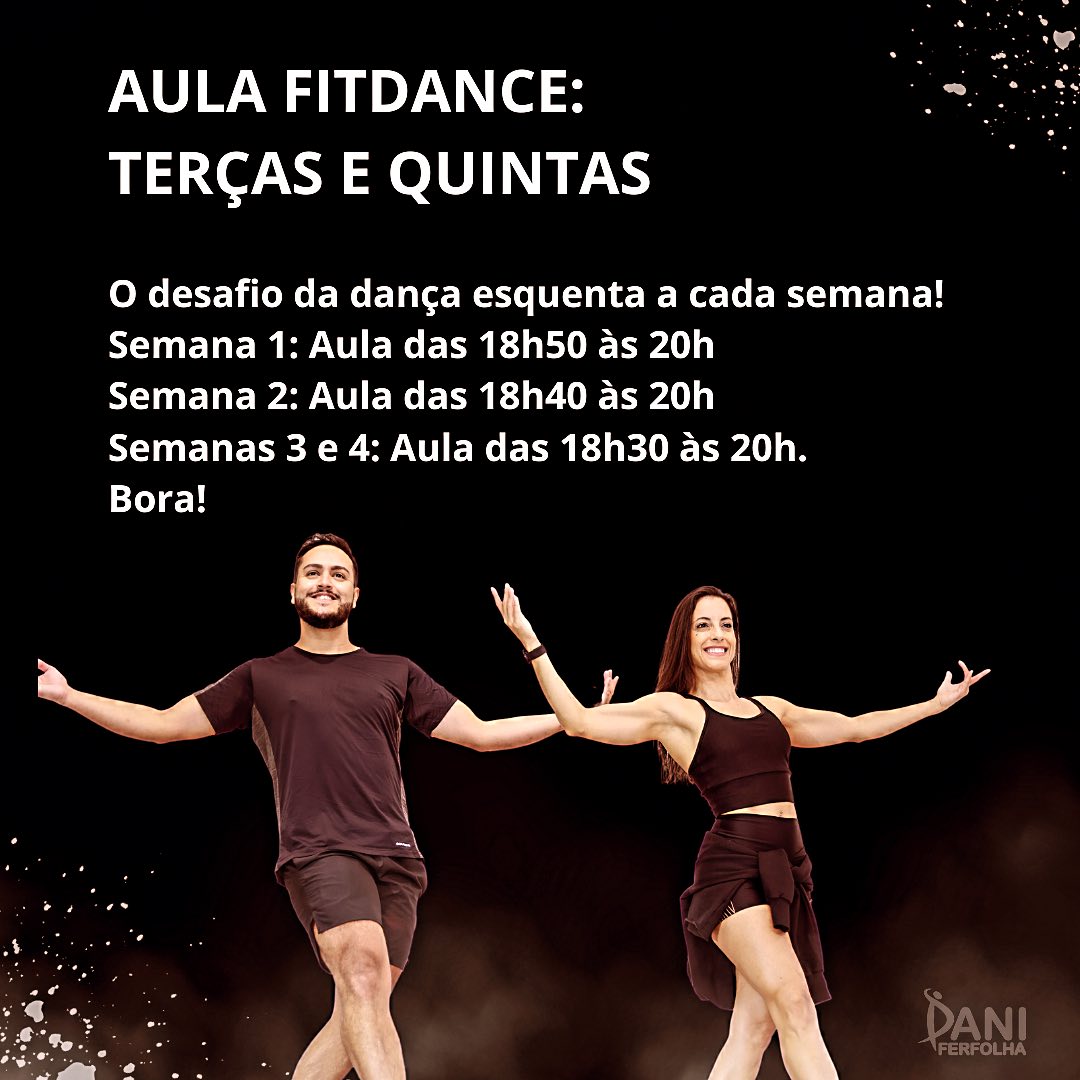 AULA FITDANCE:
TERÇAS E QUINTAS
O desafio da dança esquenta a cada semana!
Semana 1: Aula das 18h50 às 20h
Semana 2: Aula das 18h40 às 20h
Semanas 3 e 4: Aula das 18h30 às 20h.
Bora!
DANI
FERFOLHA